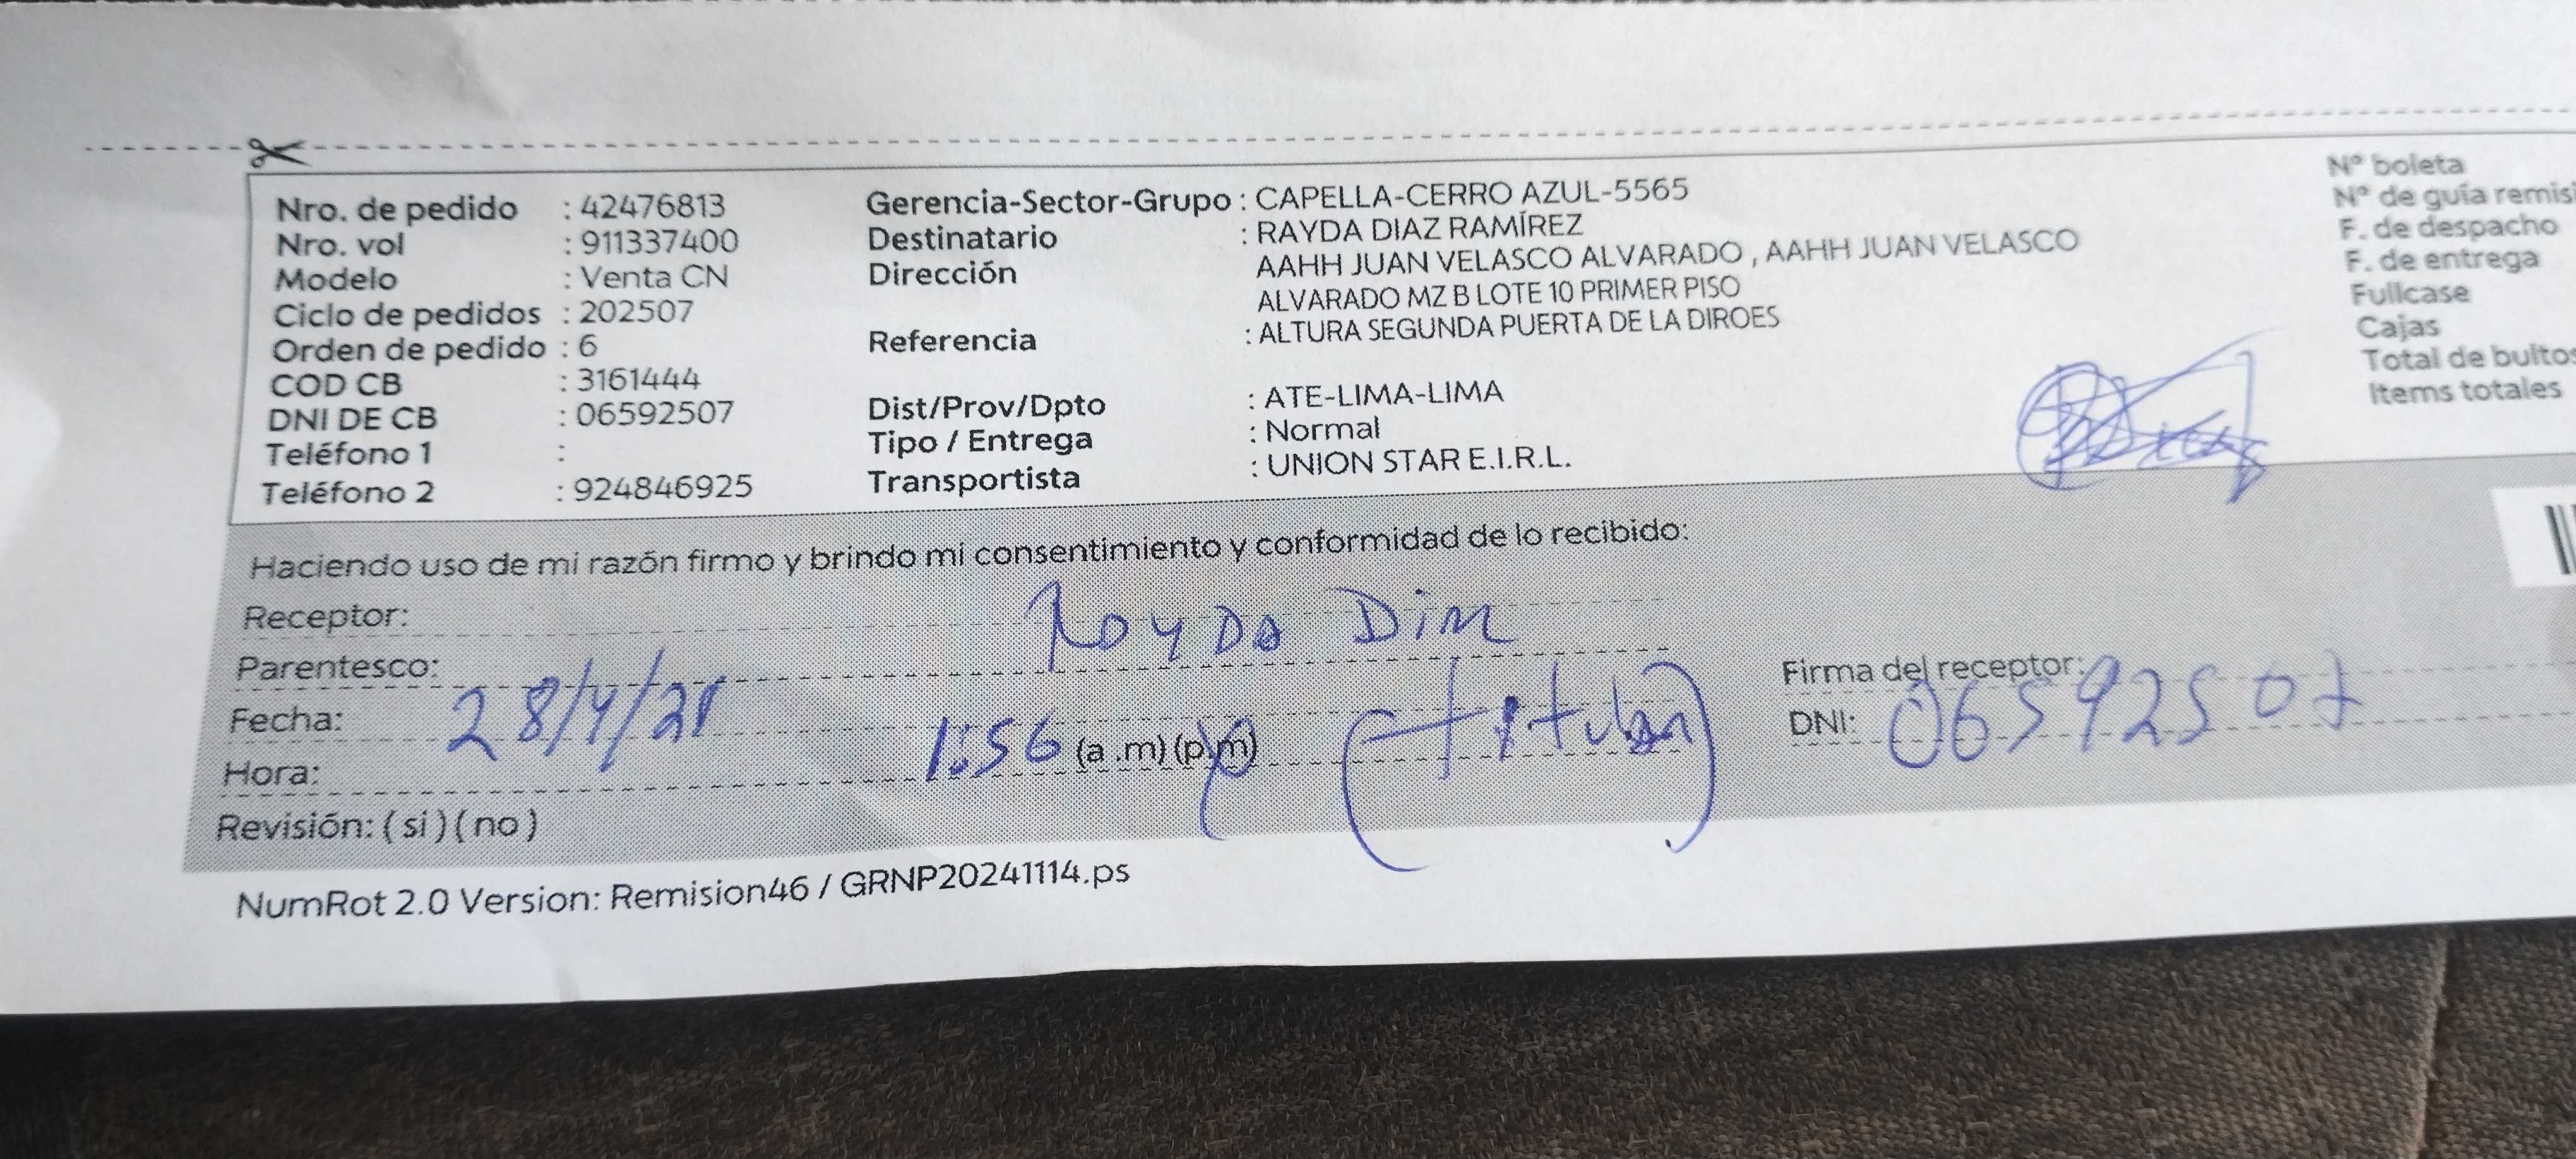 Nro. de pedido : 42476813
Nro. vol : 911337400
Modelo : Venta CN
Ciclo de pedidos : 202507
Orden de pedido : 6
COD CB : 3161444
DNI DE CB : 06592507
Teléfono 1 :
Teléfono 2 : 924846925
Gerencia-Sector-Grupo : CAPELLA-CERRO AZUL-5565
Destinatario : RAYDA DIAZ RAMÍREZ
Dirección AAHH JUAN VELASCO ALVARADO , AAHH JUAN VELASCO
ALVARADO MZ B LOTE 10 PRIMER PISO
Referencia : ALTURA SEGUNDA PUERTA DE LA DIROES
Dist/Prov/Dpto : ATE-LIMA-LIMA
Tipo / Entrega : Normal
Transportista : UNION STAR E.I.R.L.
Nº boleta
Nº de guía remisi
F. de despacho
F. de entrega
Fullcase
Cajas
Total de bultos
Items totales
Haciendo uso de mi razón firmo y brindo mi consentimiento y conformidad de lo recibido:
Receptor: Rayda
Parentesco:
Firma del receptor:
Fecha: 28/4/
(titular)
DNI: 06592507
Hora: 1:56 (a .m) (p.m)
Revisión: ( si ) ( no )
NumRot 2.0 Version: Remision46 / GRNP20241114.ps